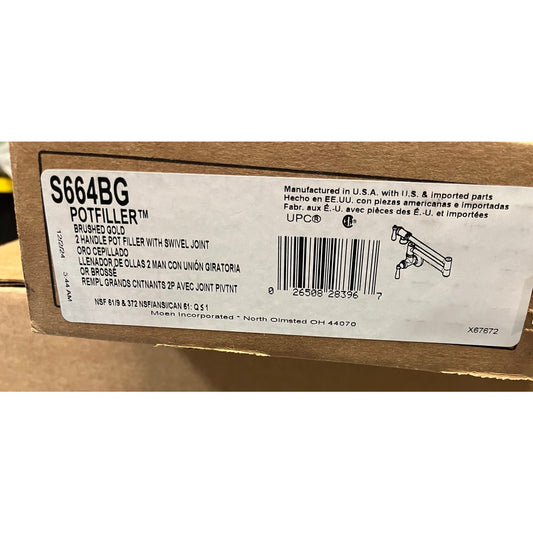 S664BG
POTFILLER™
BRUSHED GOLD
2 HANDLE POT FILLER WITH SWIVEL JOINT
ORO CEPILLADO
LLENADOR DE OLLAS 2 MAN CON UNIÓN GIRATORIA
OR BROSSÉ
REMPL GRANDS CNTNANTS 2P AVEC JOINT PIVTNT
NSF 61/9 & 372 NSF/ANSI/CAN 61: Q ≤ 1
Moen Incorporated * North Olmsted OH 44070
Manufactured in U.S.A. with U.S. & imported parts
Hecho en EE.UU. con piezas americanas e importadas
Fabr. aux É.-U. avec pièces des É.-U. et importées
UPC®
0 26508 28396 7
X67672
5:44 AM